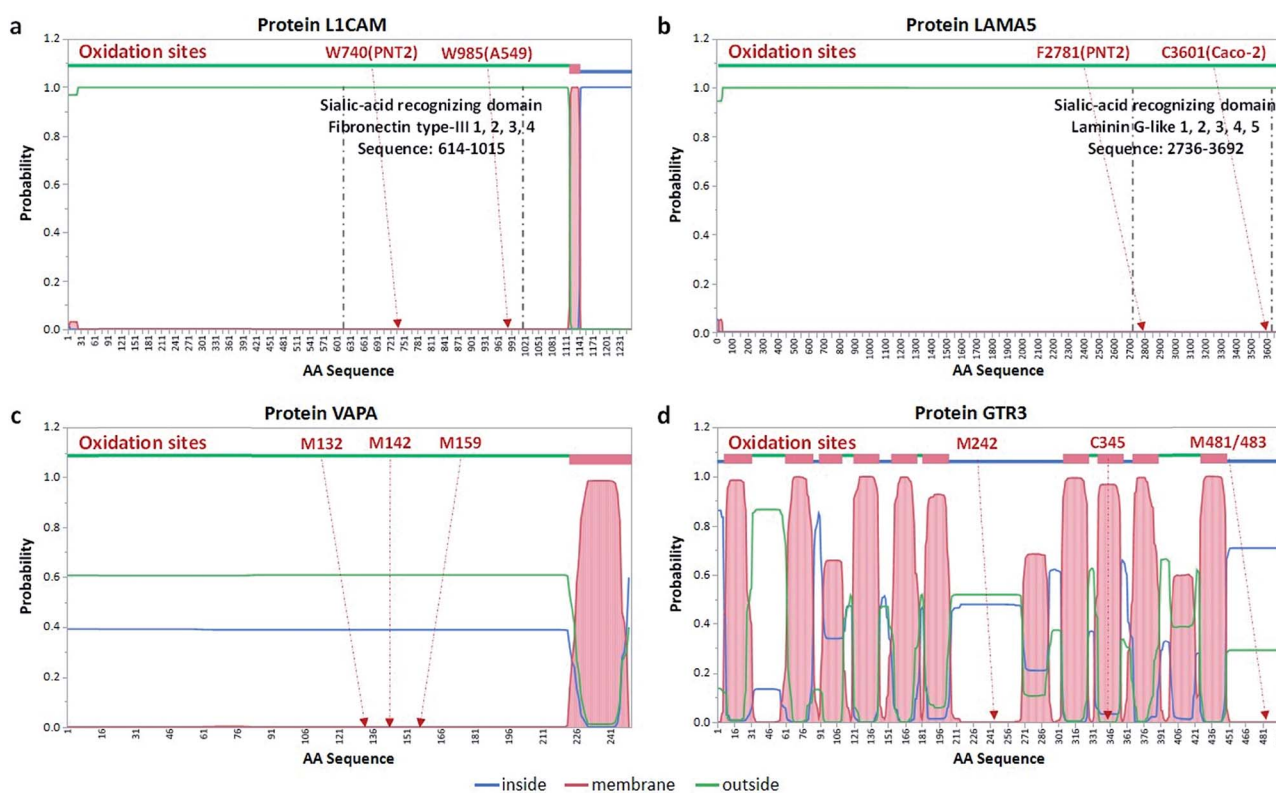 a
Protein L1CAM
1.2
1.0
0.8
0.6
0.4
0.2
0.0
Probability
Oxidation sites
W740(PNT2)
W985(A549)
Sialic-acid recognizing domain
Fibronectin type-III 1, 2, 3, 4
Sequence: 614-1015
1 31 61 91 121 151 181 211 241 271 301 331 361 391 421 451 481 511 541 571 601 631 661 691 721 751 781 811 841 871 901 931 961 991 1021 1051 1081 1111 1141 1171 1201 1231
AA Sequence
b
Protein LAMA5
1.2
1.0
0.8
0.6
0.4
0.2
0.0
Probability
Oxidation sites
F2781(PNT2)
C3601(Caco-2)
Sialic-acid recognizing domain
Laminin G-like 1, 2, 3, 4, 5
Sequence: 2736-3692
0 100 200 300 400 500 600 700 800 900 1000 1100 1200 1300 1400 1500 1600 1700 1800 1900 2000 2100 2200 2300 2400 2500 2600 2700 2800 2900 3000 3100 3200 3300 3400 3500 3600
AA Sequence
c
Protein VAPA
1.2
1.0
0.8
0.6
0.4
0.2
0.0
Probability
Oxidation sites
M132
M142
M159
1 16 31 46 61 76 91 106 121 136 151 166 181 196 211 226 241
AA Sequence
d
Protein GTR3
1.2
1.0
0.8
0.6
0.4
0.2
0.0
Probability
Oxidation sites
M242
C345
M481/483
1 16 31 46 61 76 91 106 121 136 151 166 181 196 211 226 241 256 271 286 301 316 331 346 361 376 391 406 421 436 451 466 481
AA Sequence
inside
membrane
outside